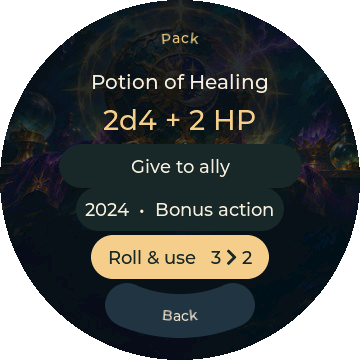 Pack
Potion of Healing
2d4 + 2 HP
Give to ally
2024 • Bonus action
Roll & use 3 > 2
Back